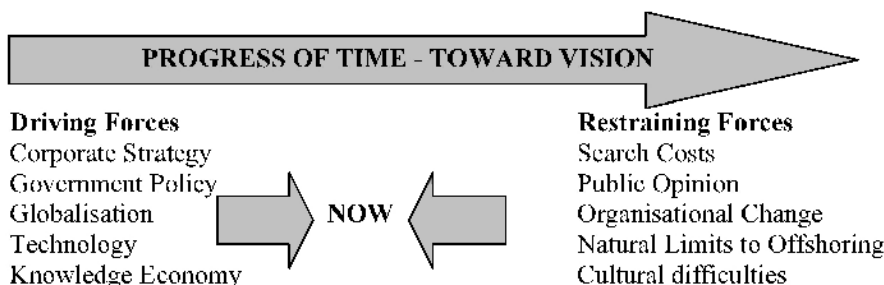 PROGRESS OF TIME - TOWARD VISION
Driving Forces
Corporate Strategy
Government Policy
Globalisation
Technology
Knowledge Economy
NOW
Restraining Forces
Search Costs
Public Opinion
Organisational Change
Natural Limits to Offshoring
Cultural difficulties